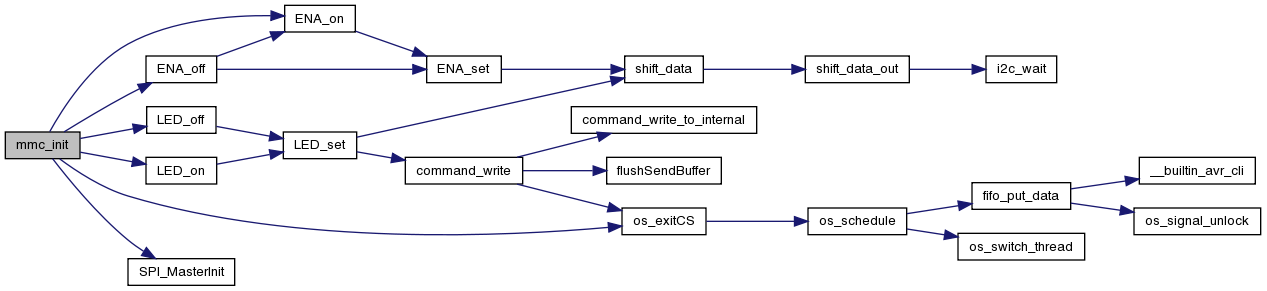 mmc_init
ENA_on
ENA_off
ENA_set
LED_off
LED_on
LED_set
SPI_MasterInit
shift_data
shift_data_out
i2c_wait
command_write
command_write_to_internal
flushSendBuffer
os_exitCS
os_schedule
fifo_put_data
os_switch_thread
__builtin_avr_cli
os_signal_unlock